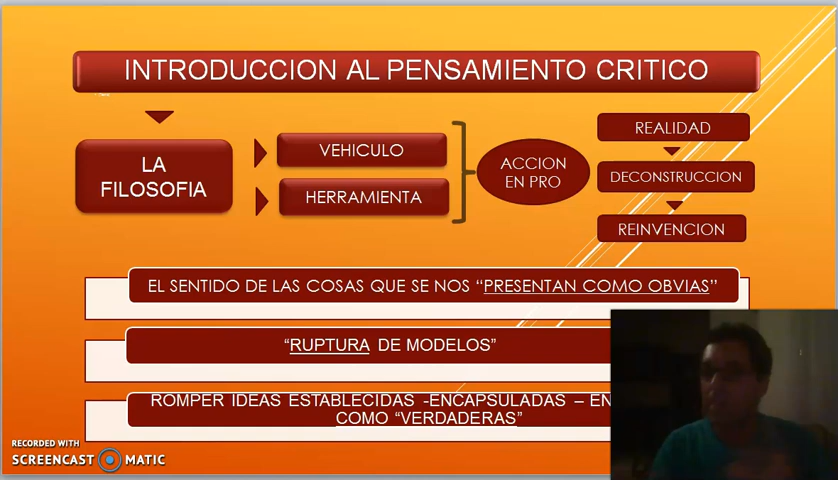 INTRODUCCION AL PENSAMIENTO CRITICO
LA
FILOSOFIA
VEHICULO
HERRAMIENTA
ACCION
EN PRO
REALIDAD
DECONSTRUCCION
REINVENCION
EL SENTIDO DE LAS COSAS QUE SE NOS “PRESENTAN COMO OBVIAS”
“RUPTURA DE MODELOS”
ROMPER IDEAS ESTABLECIDAS -ENCAPSULADAS – EN
COMO “VERDADERAS”
RECORDED WITH
SCREENCAST MATIC